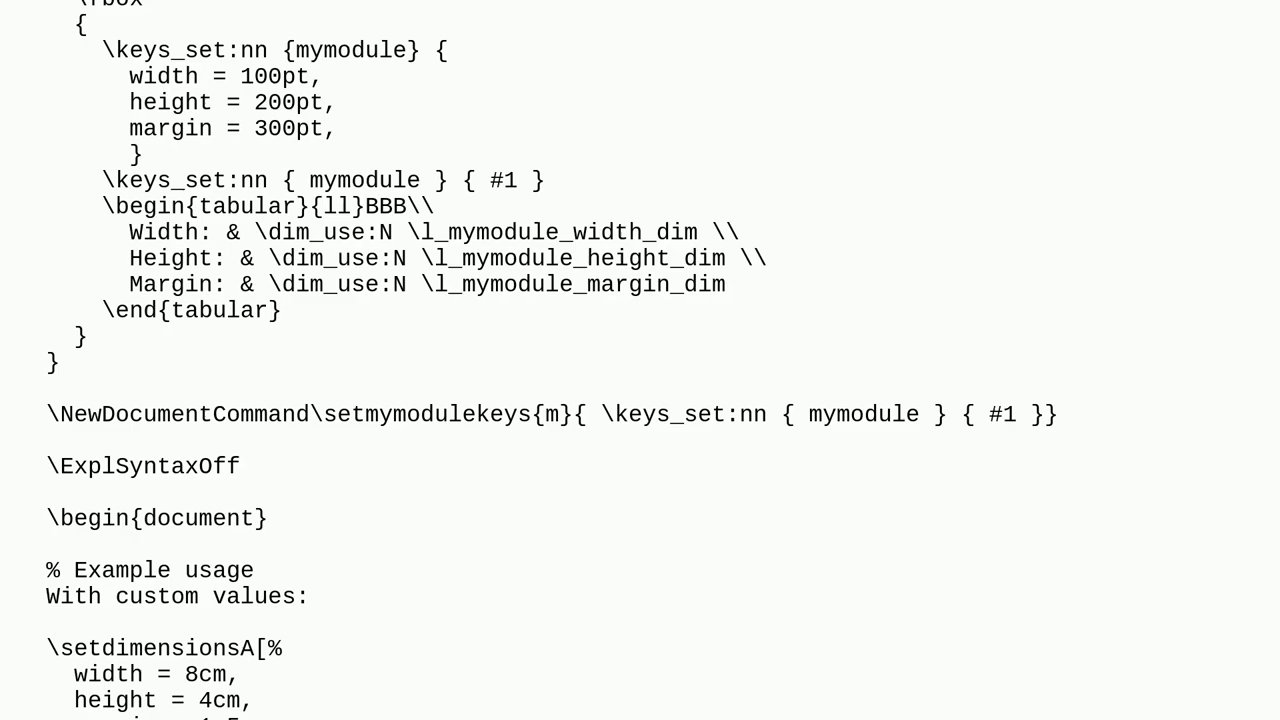 {
\keys_set:nn {mymodule} {
width = 100pt,
height = 200pt,
margin = 300pt,
}
\keys_set:nn { mymodule } { #1 }
\begin{tabular}{ll}BBB\\
Width: & \dim_use:N \l_mymodule_width_dim \\
Height: & \dim_use:N \l_mymodule_height_dim \\
Margin: & \dim_use:N \l_mymodule_margin_dim
\end{tabular}
}
}
\NewDocumentCommand\setmymodulekeys{m}{ \keys_set:nn { mymodule } { #1 }}
\ExplSyntaxOff
\begin{document}
% Example usage
With custom values:
\setdimensionsA[%
width = 8cm,
height = 4cm,